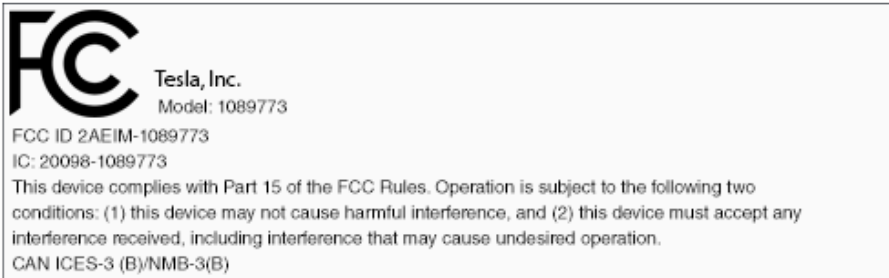 FCC
Tesla, Inc.
Model: 1089773
FCC ID 2AEIM-1089773
IC: 20098-1089773
This device complies with Part 15 of the FCC Rules. Operation is subject to the following two
conditions: (1) this device may not cause harmful interference, and (2) this device must accept any
interference received, including interference that may cause undesired operation.
CAN ICES-3 (B)/NMB-3(B)